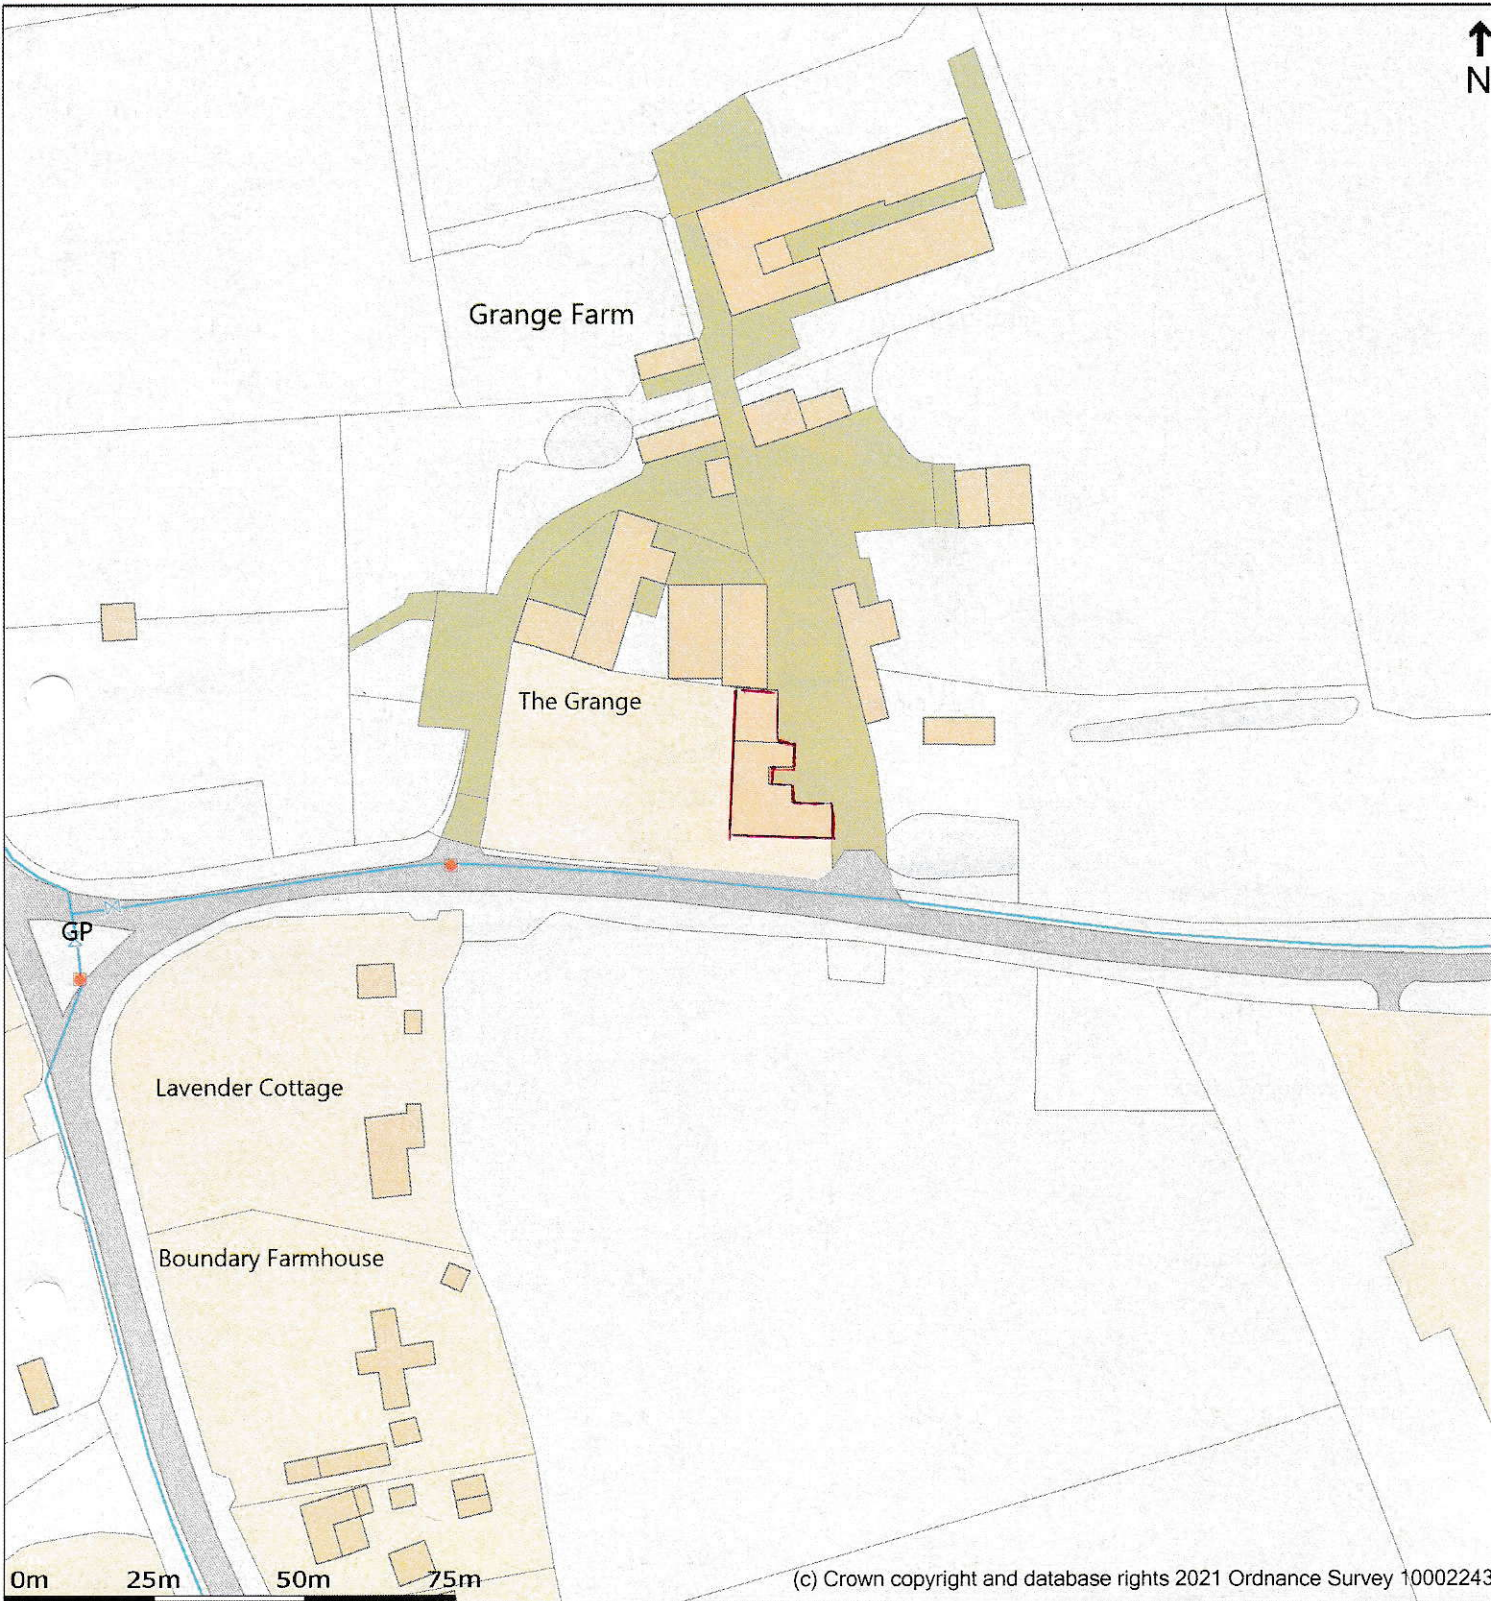 N
Grange Farm
The Grange
GP
Lavender Cottage
Boundary Farmhouse
0m 25m 50m 75m
(c) Crown copyright and database rights 2021 Ordnance Survey 10002243